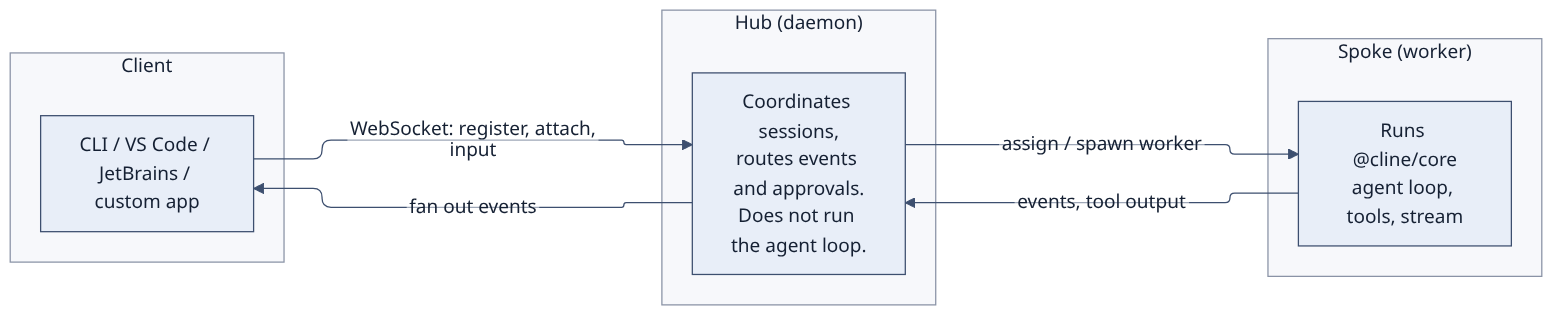 Client
CLI / VS Code /
JetBrains /
custom app
WebSocket: register, attach,
input
fan out events
Hub (daemon)
Coordinates
sessions,
routes events
and approvals.
Does not run
the agent loop.
assign / spawn worker
events, tool output
Spoke (worker)
Runs
@cline/core
agent loop,
tools, stream